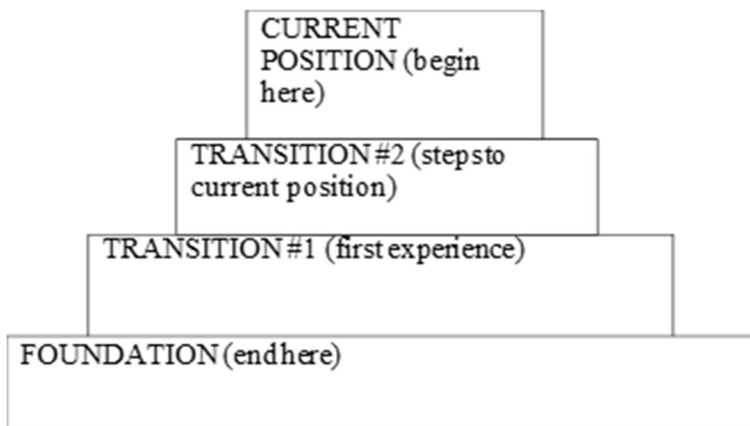 CURRENT
POSITION (begin
here)
TRANSITION #2 (steps to
current position)
TRANSITION #1 (first experience)
FOUNDATION (end here)